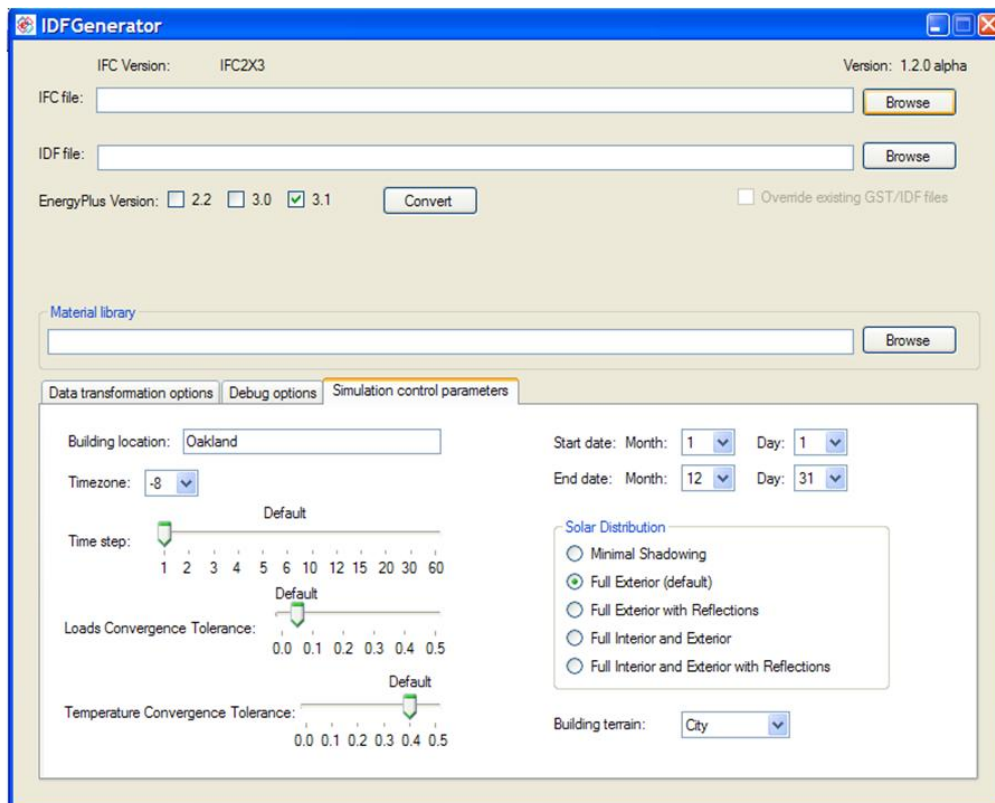 IDFGenerator
IFC Version: IFC2X3 Version: 1.2.0 alpha
IFC file: Browse
IDF file: Browse
EnergyPlus Version: 2.2 3.0 3.1 Convert Override existing GST/IDF files
Material library
Browse
Data transformation options Debug options Simulation control parameters
Building location: Oakland Start date: Month: 1 Day: 1
Timezone: -8 End date: Month: 12 Day: 31
Default
Time step:
1 2 3 4 5 6 10 12 15 20 30 60
Default
Loads Convergence Tolerance:
0.0 0.1 0.2 0.3 0.4 0.5
Default
Temperature Convergence Tolerance:
0.0 0.1 0.2 0.3 0.4 0.5
Solar Distribution
Minimal Shadowing
Full Exterior (default)
Full Exterior with Reflections
Full Interior and Exterior
Full Interior and Exterior with Reflections
Building terrain: City